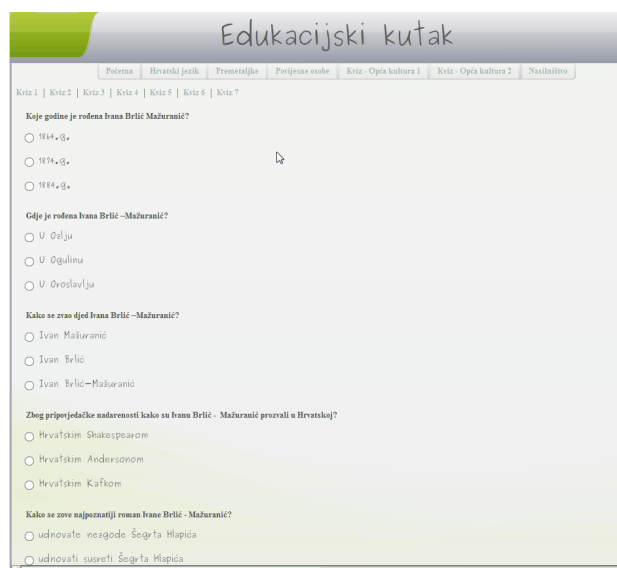 Edukacijski kutak
Početna Hrvatski jezik Premetaljke Povijesne osobe Kviz - Opća kultura 1 Kviz - Opća kultura 2 Nasilništvo
Kviz 1 | Kviz 2 | Kviz 3 | Kviz 4 | Kviz 5 | Kviz 6 | Kviz 7
Koje godine je rođena Ivana Brlić Mažuranić?
1864.g.
1874.g.
1884.g.
Gdje je rođena Ivana Brlić –Mažuranić?
U Ozlju
U Ogulinu
U Oroslavlju
Kako se zvao djed Ivana Brlić –Mažuranić?
Ivan Mažuranić
Ivan Brlić
Ivan Brlić–Mažuranić
Zbog pripovjedačke nadarenosti kako su Ivanu Brlić - Mažuranić prozvali u Hrvatskoj?
Hrvatskim Shakespearom
Hrvatskim Andersonom
Hrvatskim Kafkom
Kako se zove najpoznatiji roman Ivane Brlić - Mažuranić?
udnovate nezgode Šegrta Hlapića
udnovati susreti Šegrta Hlapića